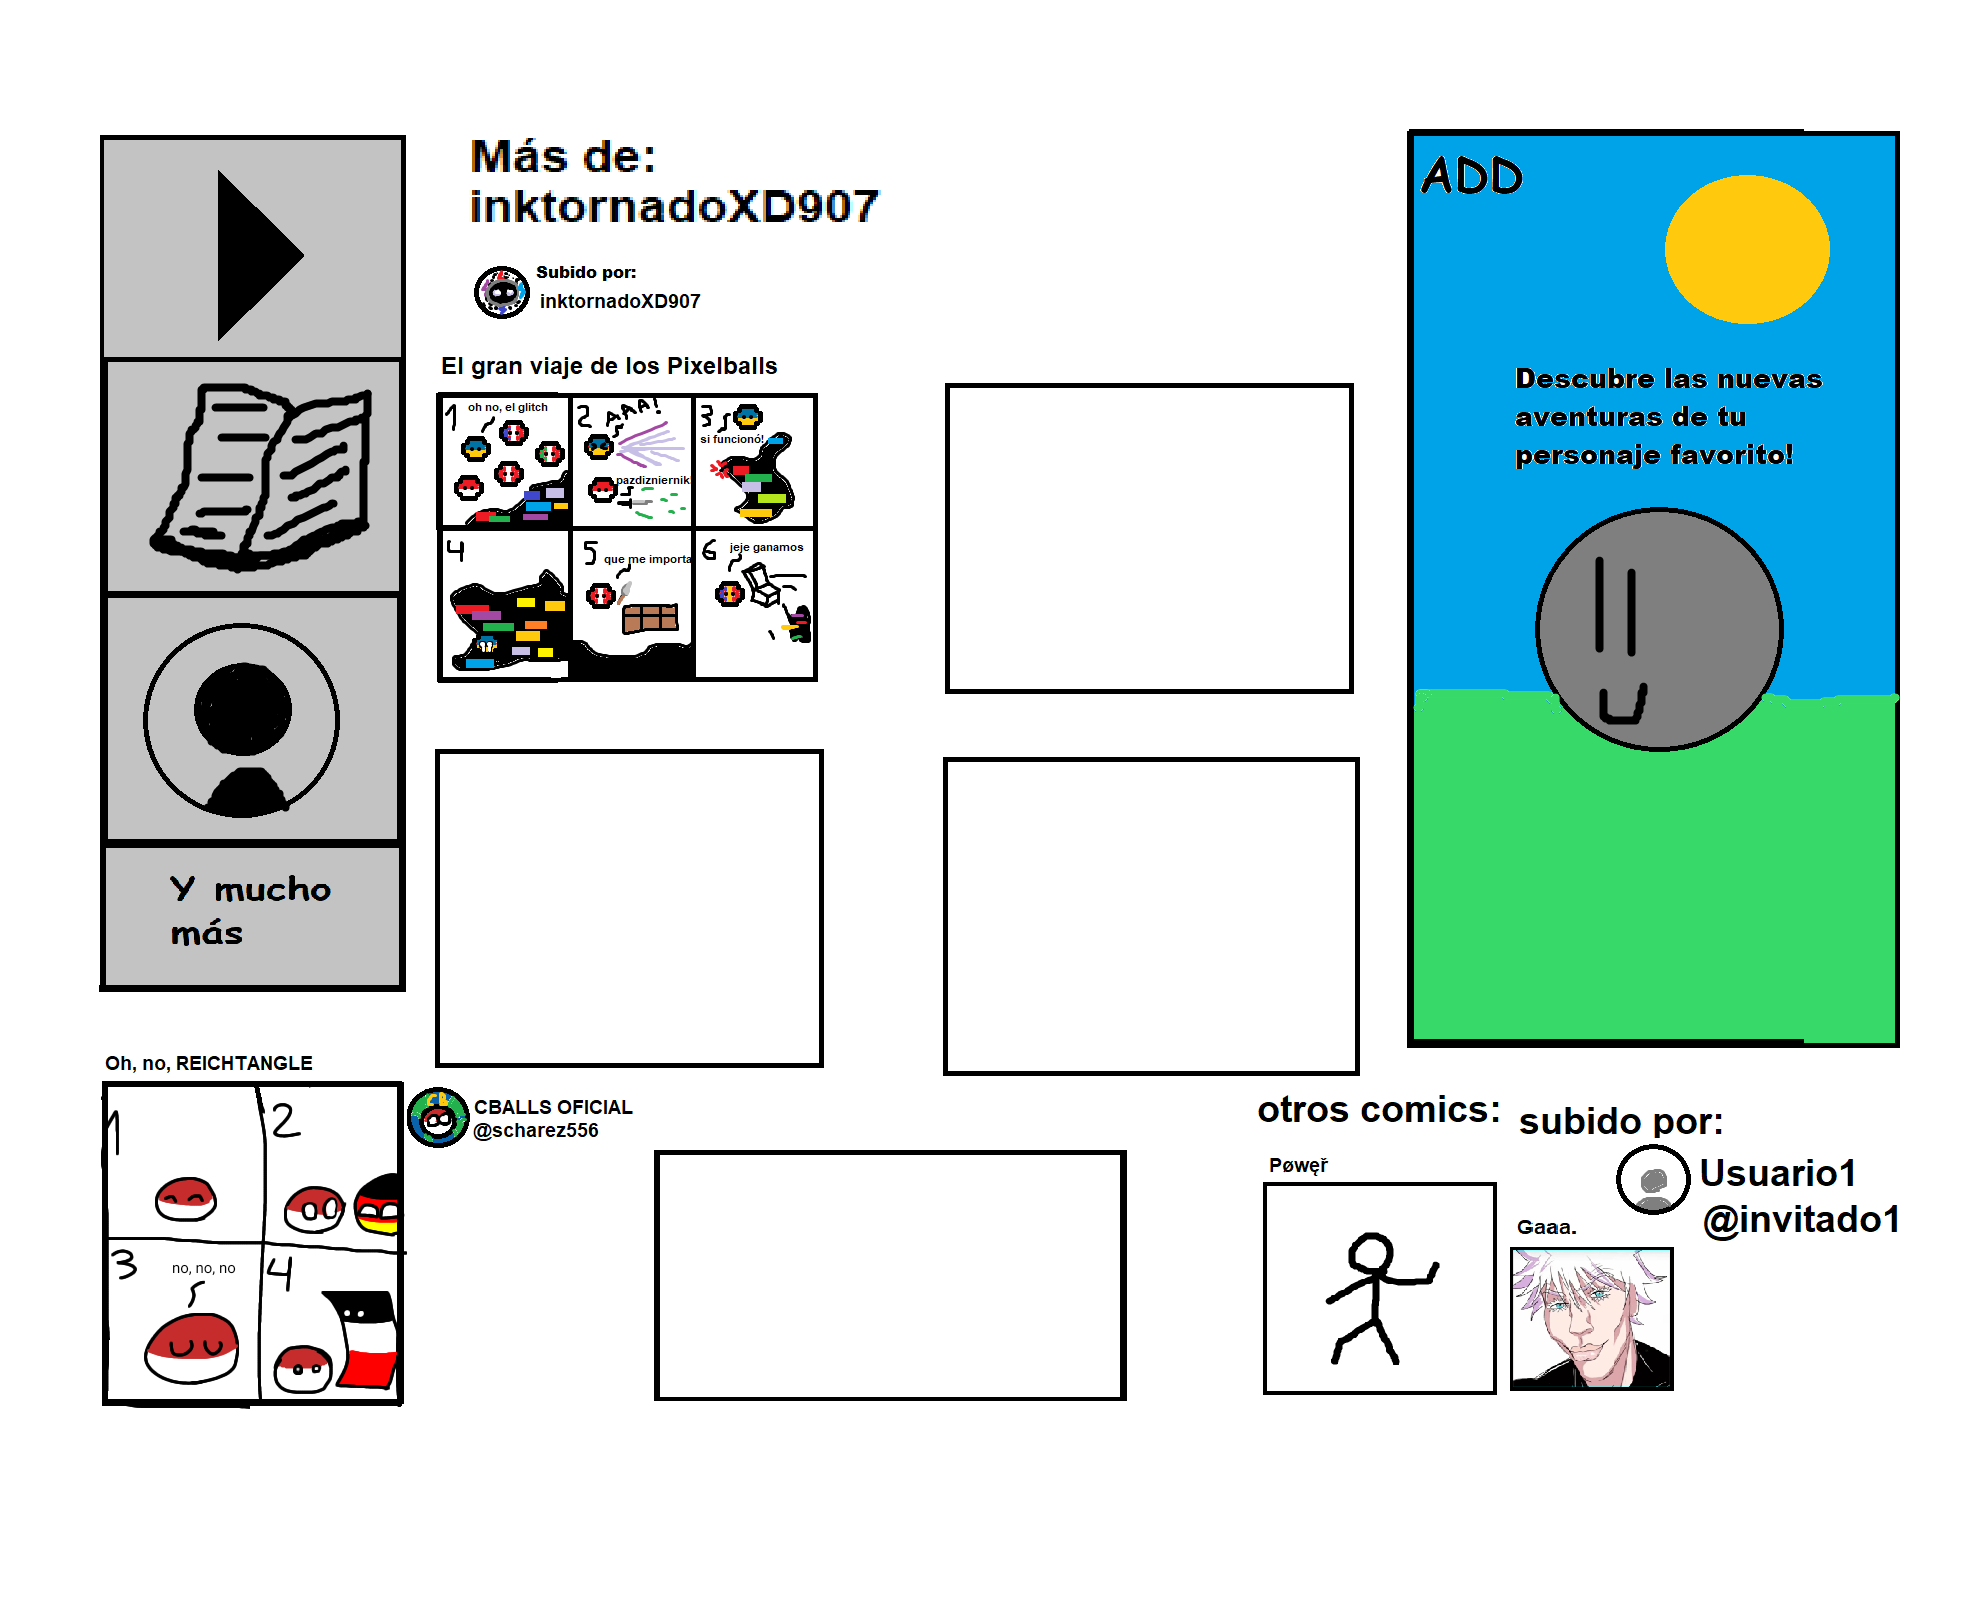 Más de:
inktornadoXD907
Subido por:
inktornadoXD907
El gran viaje de los Pixelballs
1
oh no, el glitch
2
AAA!
pazdizniernik
3
si funcionó!
4
5
que me importa
6
jeje ganamos
ADD
Descubre las nuevas
aventuras de tu
personaje favorito!
Y mucho
más
Oh, no, REICHTANGLE
1
2
3
no, no, no
4
CB
CBALLS OFICIAL
@scharez556
otros comics:
subido por:
Usuario1
@invitado1
Pøwęř
Gaaa.